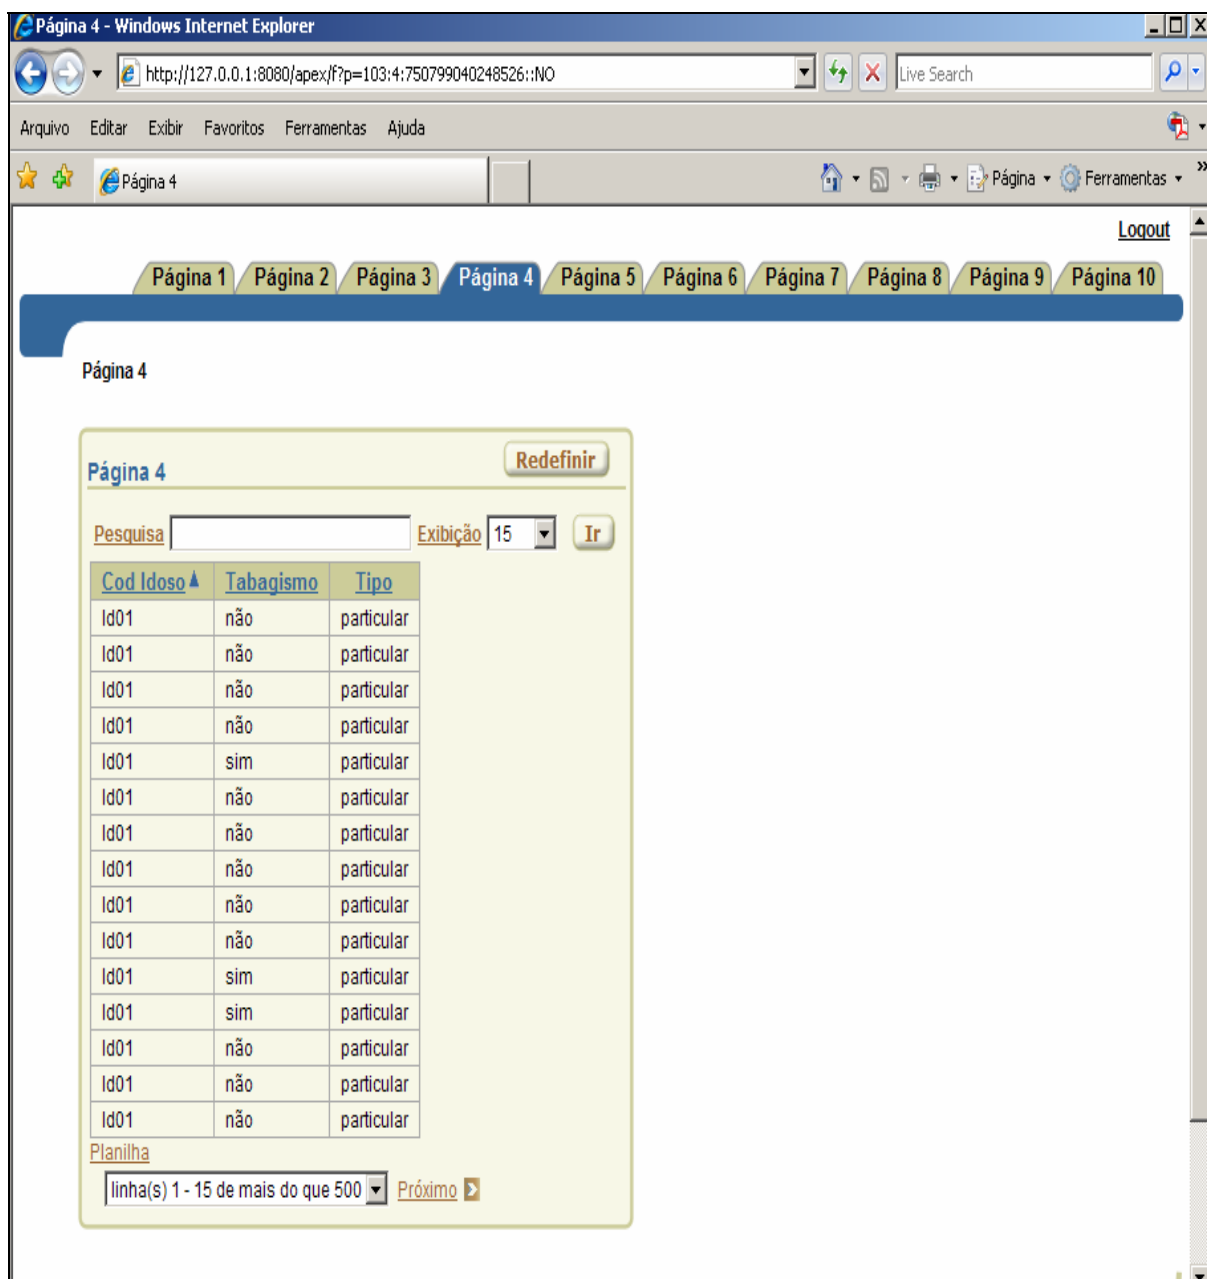 Página 4 - Windows Internet Explorer
http://127.0.0.1:8080/apex/f?p=103:4:750799040248526::NO Live Search
Arquivo Editar Exibir Favoritos Ferramentas Ajuda
Página 4 Página Ferramentas »
Logout
Página 1 Página 2 Página 3 Página 4 Página 5 Página 6 Página 7 Página 8 Página 9 Página 10
Página 4
Página 4 Redefinir
Pesquisa Exibição 15 Ir
Cod Idoso Tabagismo Tipo
Id01 não particular
Id01 não particular
Id01 não particular
Id01 não particular
Id01 sim particular
Id01 não particular
Id01 não particular
Id01 não particular
Id01 não particular
Id01 não particular
Id01 sim particular
Id01 sim particular
Id01 não particular
Id01 não particular
Id01 não particular
Planilha
linha(s) 1 - 15 de mais do que 500 Próximo